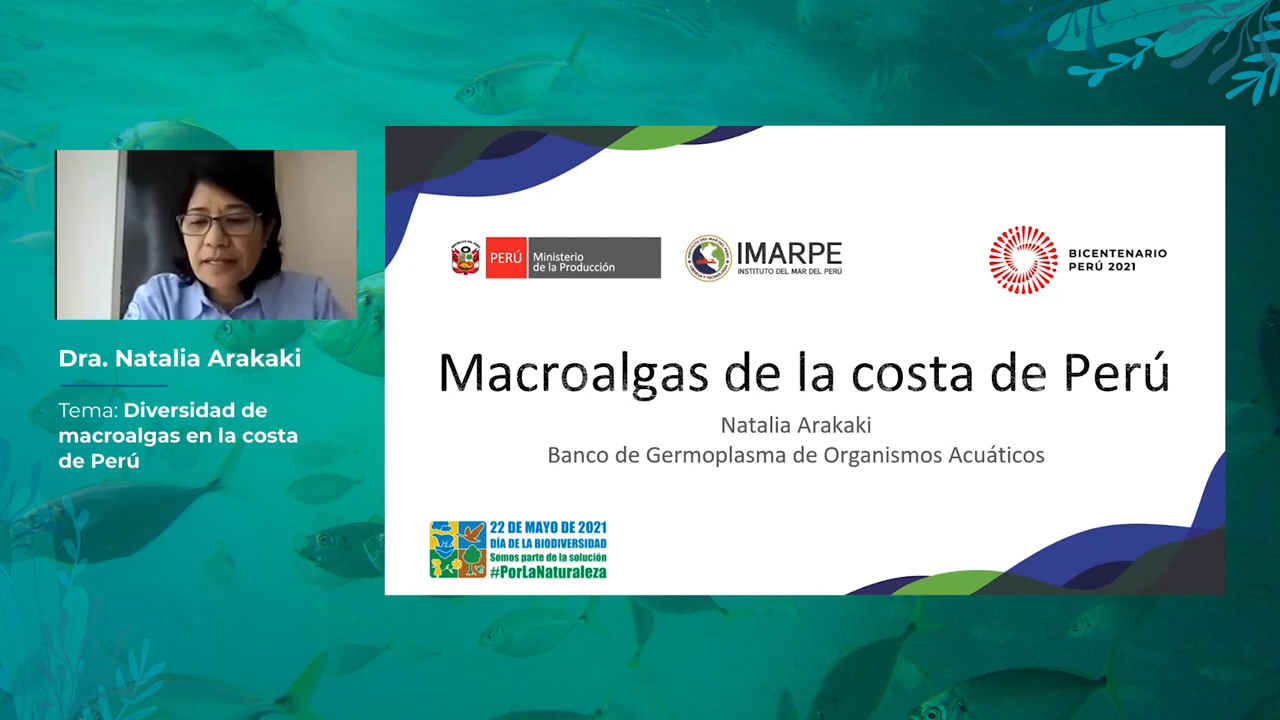 Dra. Natalia Arakaki
Tema: Diversidad de
macroalgas en la costa
de Perú
PERÚ
Ministerio
de la Producción
IMARPE
INSTITUTO DEL MAR DEL PERÚ
BICENTENARIO
PERÚ 2021
Macroalgas de la costa de Perú
Natalia Arakaki
Banco de Germoplasma de Organismos Acuáticos
22 DE MAYO DE 2021
DÍA DE LA BIODIVERSIDAD
Somos parte de la solución
#PorLaNaturaleza